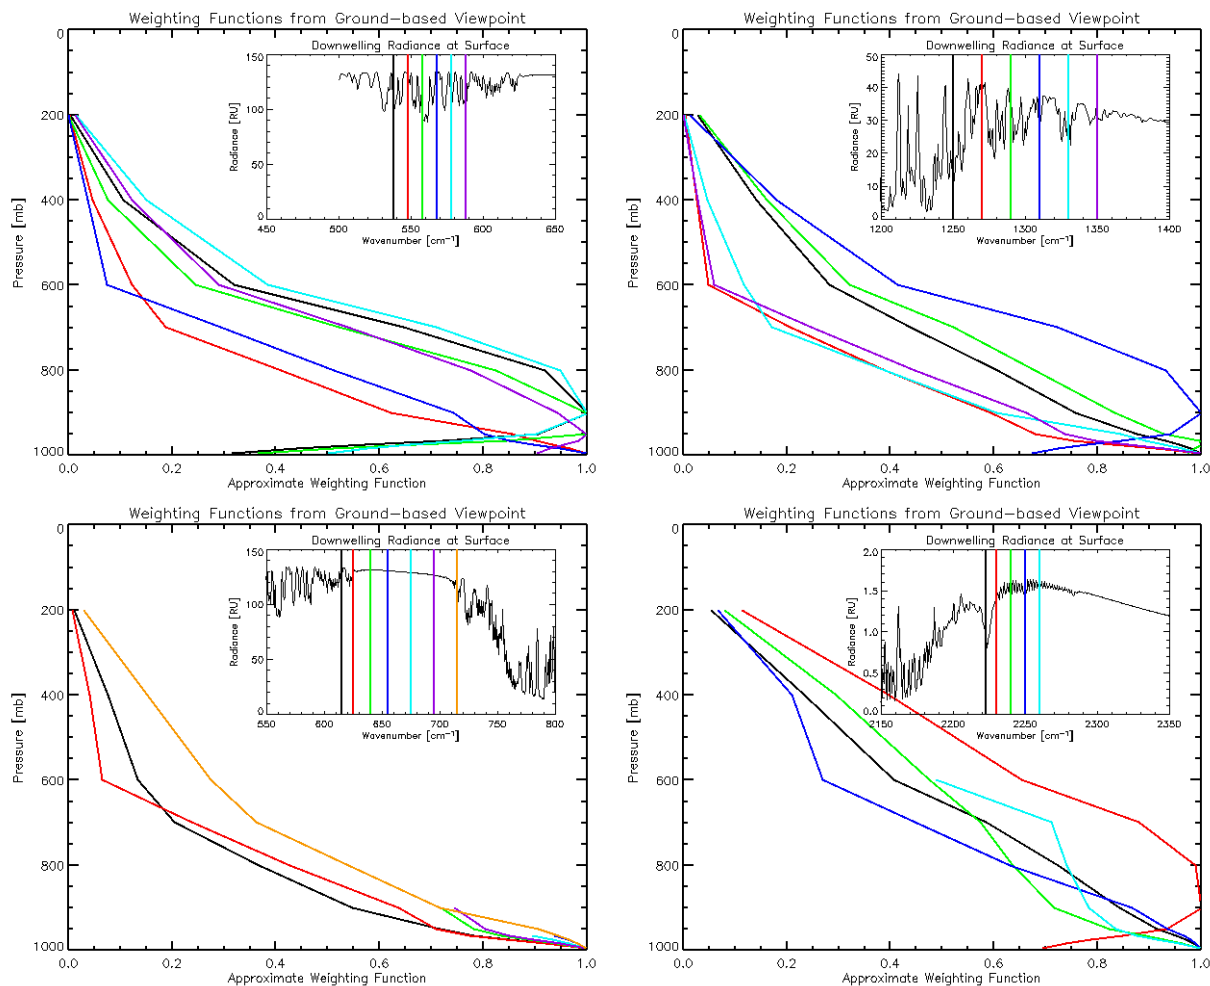 Weighting Functions from Ground-based Viewpoint
0
200
400
600
800
1000
Pressure [mb]
0.0 0.2 0.4 0.6 0.8 1.0
Approximate Weighting Function
Downwelling Radiance at Surface
150
100
50
0
Radiance [RU]
450 500 550 600 650
Wavenumber [cm⁻¹]
Weighting Functions from Ground-based Viewpoint
0
200
400
600
800
1000
Pressure [mb]
0.0 0.2 0.4 0.6 0.8 1.0
Approximate Weighting Function
Downwelling Radiance at Surface
50
40
30
20
10
0
Radiance [RU]
1200 1250 1300 1350 1400
Wavenumber [cm⁻¹]
Weighting Functions from Ground-based Viewpoint
0
200
400
600
800
1000
Pressure [mb]
0.0 0.2 0.4 0.6 0.8 1.0
Approximate Weighting Function
Downwelling Radiance at Surface
150
100
50
0
Radiance [RU]
550 600 650 700 750 800
Wavenumber [cm⁻¹]
Weighting Functions from Ground-based Viewpoint
0
200
400
600
800
1000
Pressure [mb]
0.0 0.2 0.4 0.6 0.8 1.0
Approximate Weighting Function
Downwelling Radiance at Surface
2.0
1.5
1.0
0.5
0.0
Radiance [RU]
2150 2200 2250 2300 2350
Wavenumber [cm⁻¹]